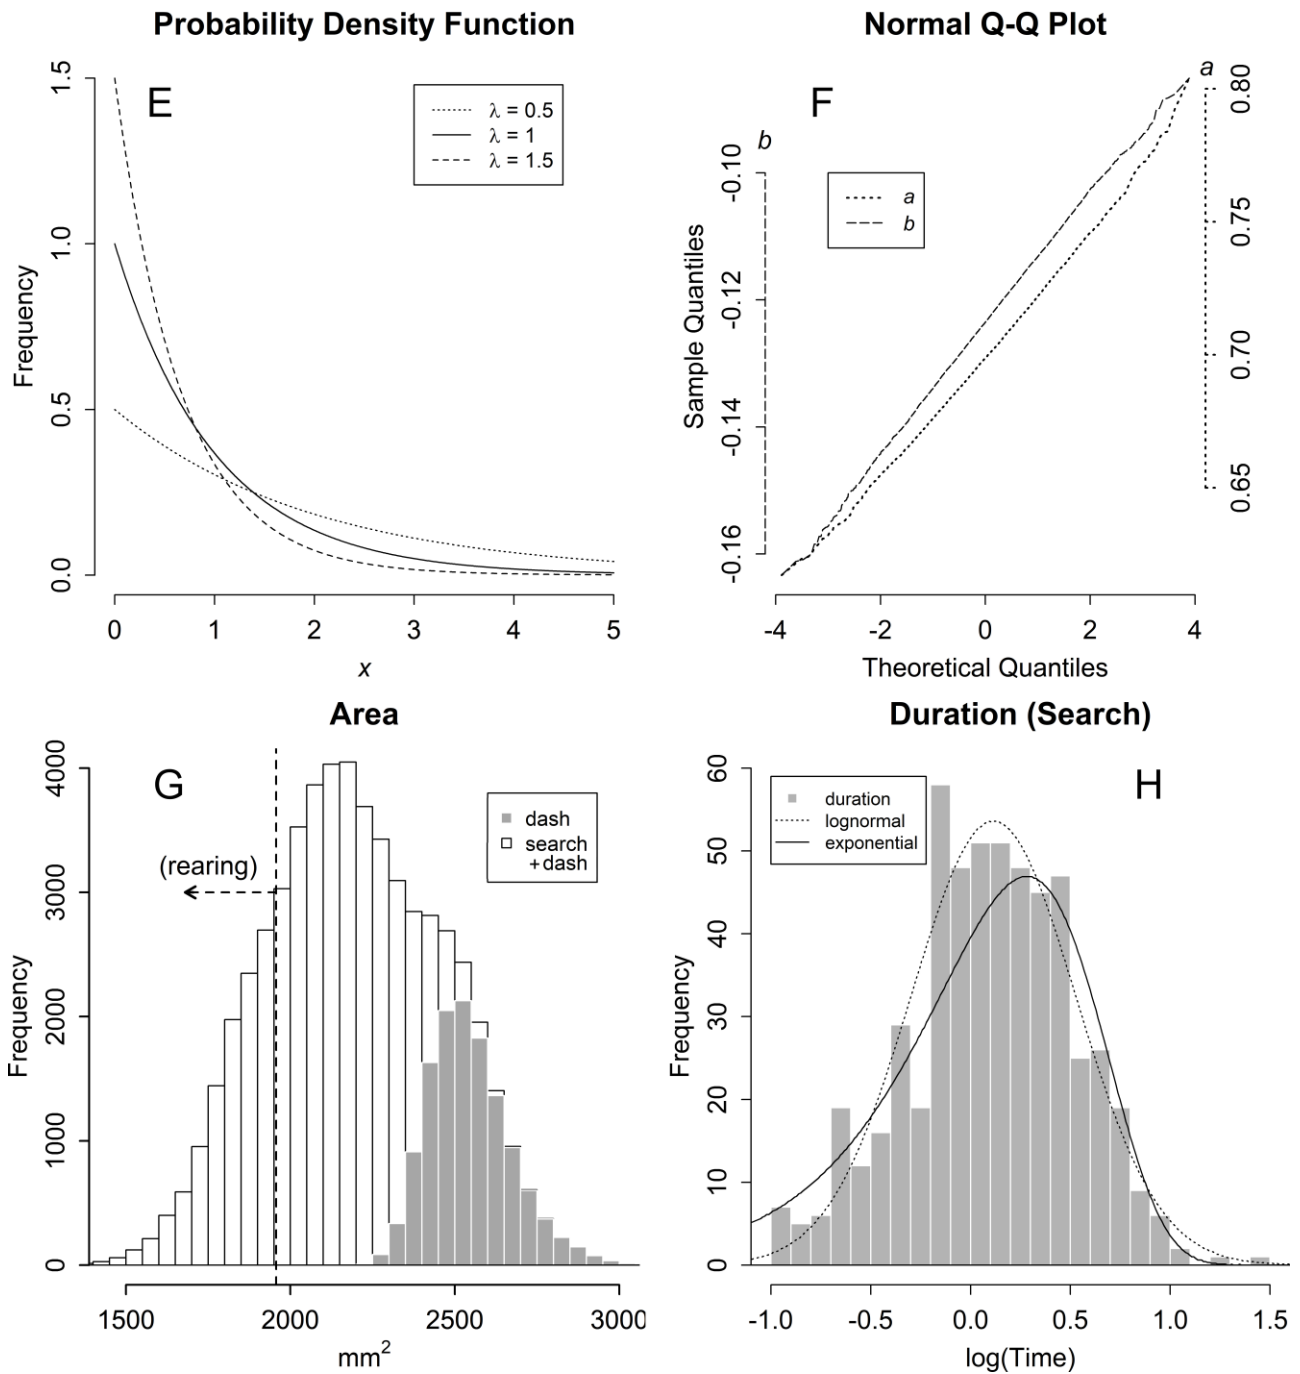 Probability Density Function
E
λ = 0.5
λ = 1
λ = 1.5
Frequency
0.0
0.5
1.0
1.5
0
1
2
3
4
5
x
Normal Q-Q Plot
F
a
b
b
-0.10
-0.12
-0.14
-0.16
Sample Quantiles
a
0.80
0.75
0.70
0.65
-4
-2
0
2
4
Theoretical Quantiles
Area
G
dash
search
+dash
(rearing)
Frequency
0
1000
2000
3000
4000
1500
2000
2500
3000
mm²
Duration (Search)
H
duration
lognormal
exponential
Frequency
0
10
20
30
40
50
60
-1.0
-0.5
0.0
0.5
1.0
1.5
log(Time)